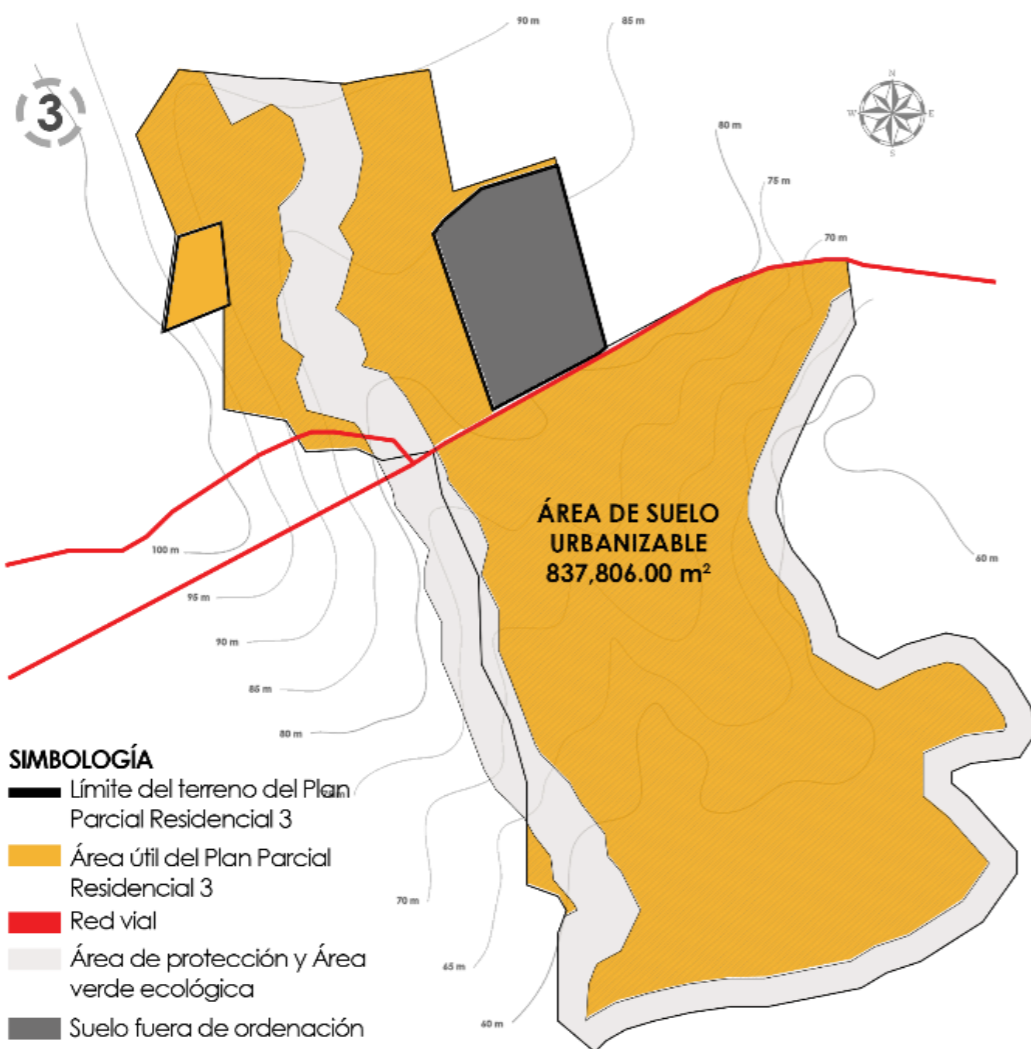 90 m
85 m
3
N
W
E
S
80 m
75 m
70 m
ÁREA DE SUELO
URBANIZABLE
837,806.00 m²
60 m
100 m
95 m
90 m
85 m
80 m
SIMBOLOGÍA
Límite del terreno del Plan
Parcial Residencial 3
Área útil del Plan Parcial
Residencial 3
70 m
Red vial
Área de protección y Área
verde ecológica
65 m
Suelo fuera de ordenación
60 m